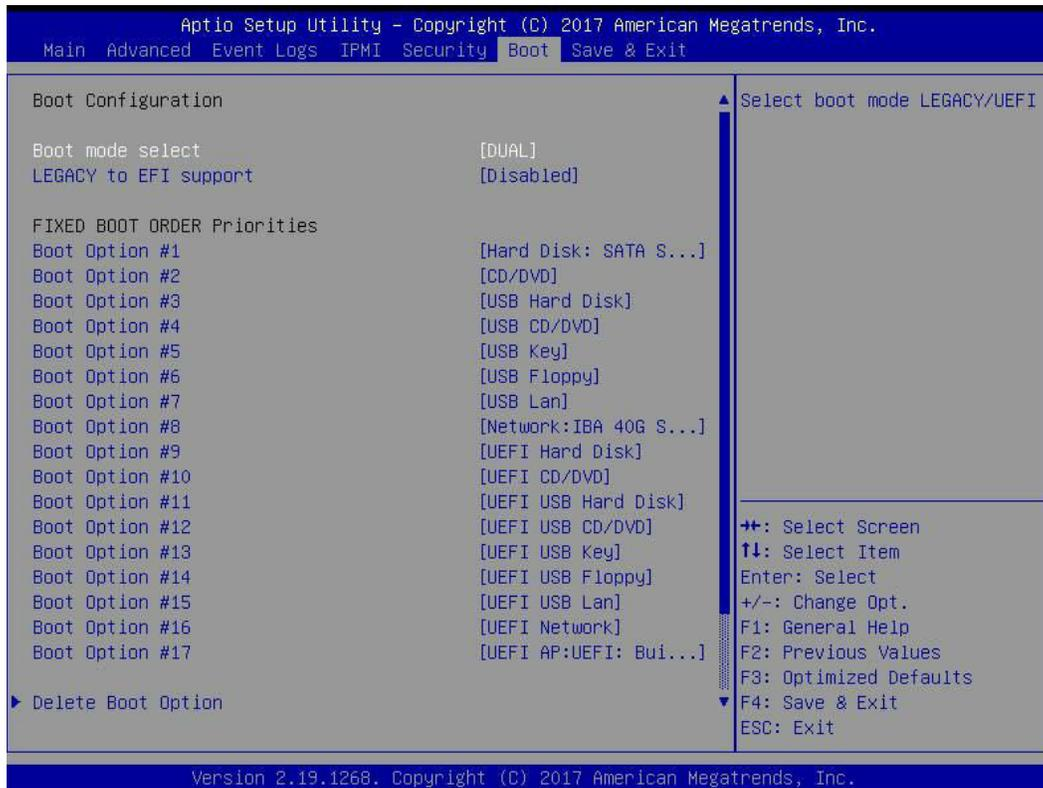 Aptio Setup Utility – Copyright (C) 2017 American Megatrends, Inc.
Main Advanced Event Logs IPMI Security Boot Save & Exit
Boot Configuration
Boot mode select [DUAL]
LEGACY to EFI support [Disabled]
FIXED BOOT ORDER Priorities
Boot Option #1 [Hard Disk: SATA S...]
Boot Option #2 [CD/DVD]
Boot Option #3 [USB Hard Disk]
Boot Option #4 [USB CD/DVD]
Boot Option #5 [USB Key]
Boot Option #6 [USB Floppy]
Boot Option #7 [USB Lan]
Boot Option #8 [Network:IBA 40G S...]
Boot Option #9 [UEFI Hard Disk]
Boot Option #10 [UEFI CD/DVD]
Boot Option #11 [UEFI USB Hard Disk]
Boot Option #12 [UEFI USB CD/DVD]
Boot Option #13 [UEFI USB Key]
Boot Option #14 [UEFI USB Floppy]
Boot Option #15 [UEFI USB Lan]
Boot Option #16 [UEFI Network]
Boot Option #17 [UEFI AP:UEFI: Bui...]
Delete Boot Option
Select boot mode LEGACY/UEFI
→←: Select Screen
↑↓: Select Item
Enter: Select
+/-: Change Opt.
F1: General Help
F2: Previous Values
F3: Optimized Defaults
F4: Save & Exit
ESC: Exit
Version 2.19.1268. Copyright (C) 2017 American Megatrends, Inc.